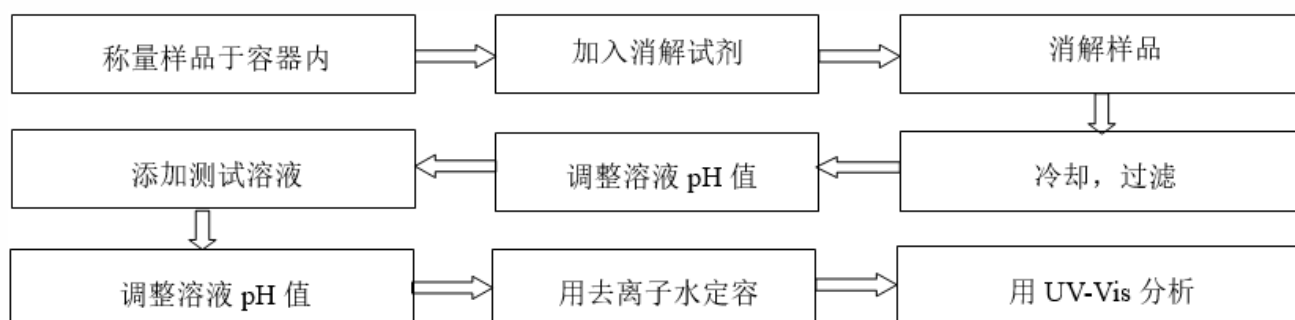 称量样品于容器内
加入消解试剂
消解样品
冷却，过滤
调整溶液 pH 值
添加测试溶液
调整溶液 pH 值
用去离子水定容
用 UV-Vis 分析